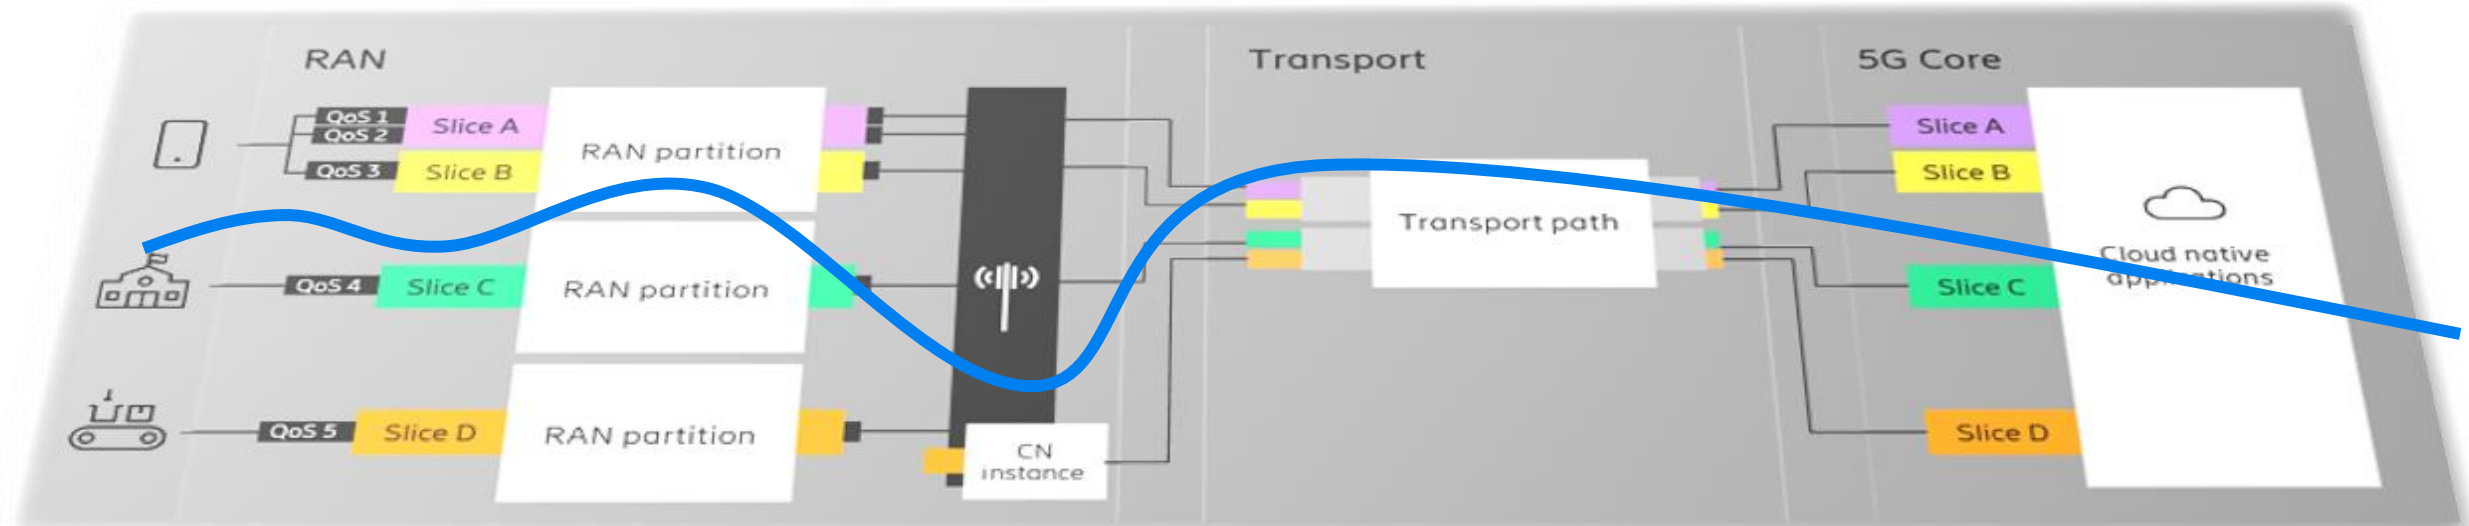 RAN
Transport
5G Core
QoS 1
QoS 2
Slice A
QoS 3
Slice B
RAN partition
QoS 4
Slice C
RAN partition
QoS 5
Slice D
RAN partition
CN
instance
Transport path
Slice A
Slice B
Slice C
Slice D
Cloud native
applications